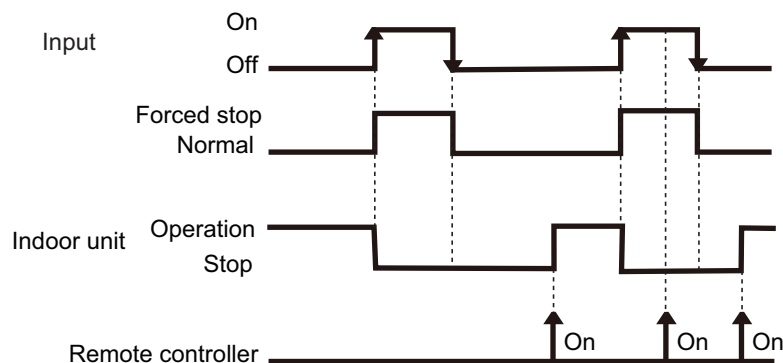 On
Input
Off
Forced stop
Normal
Operation
Indoor unit
Stop
On
On
On
Remote controller